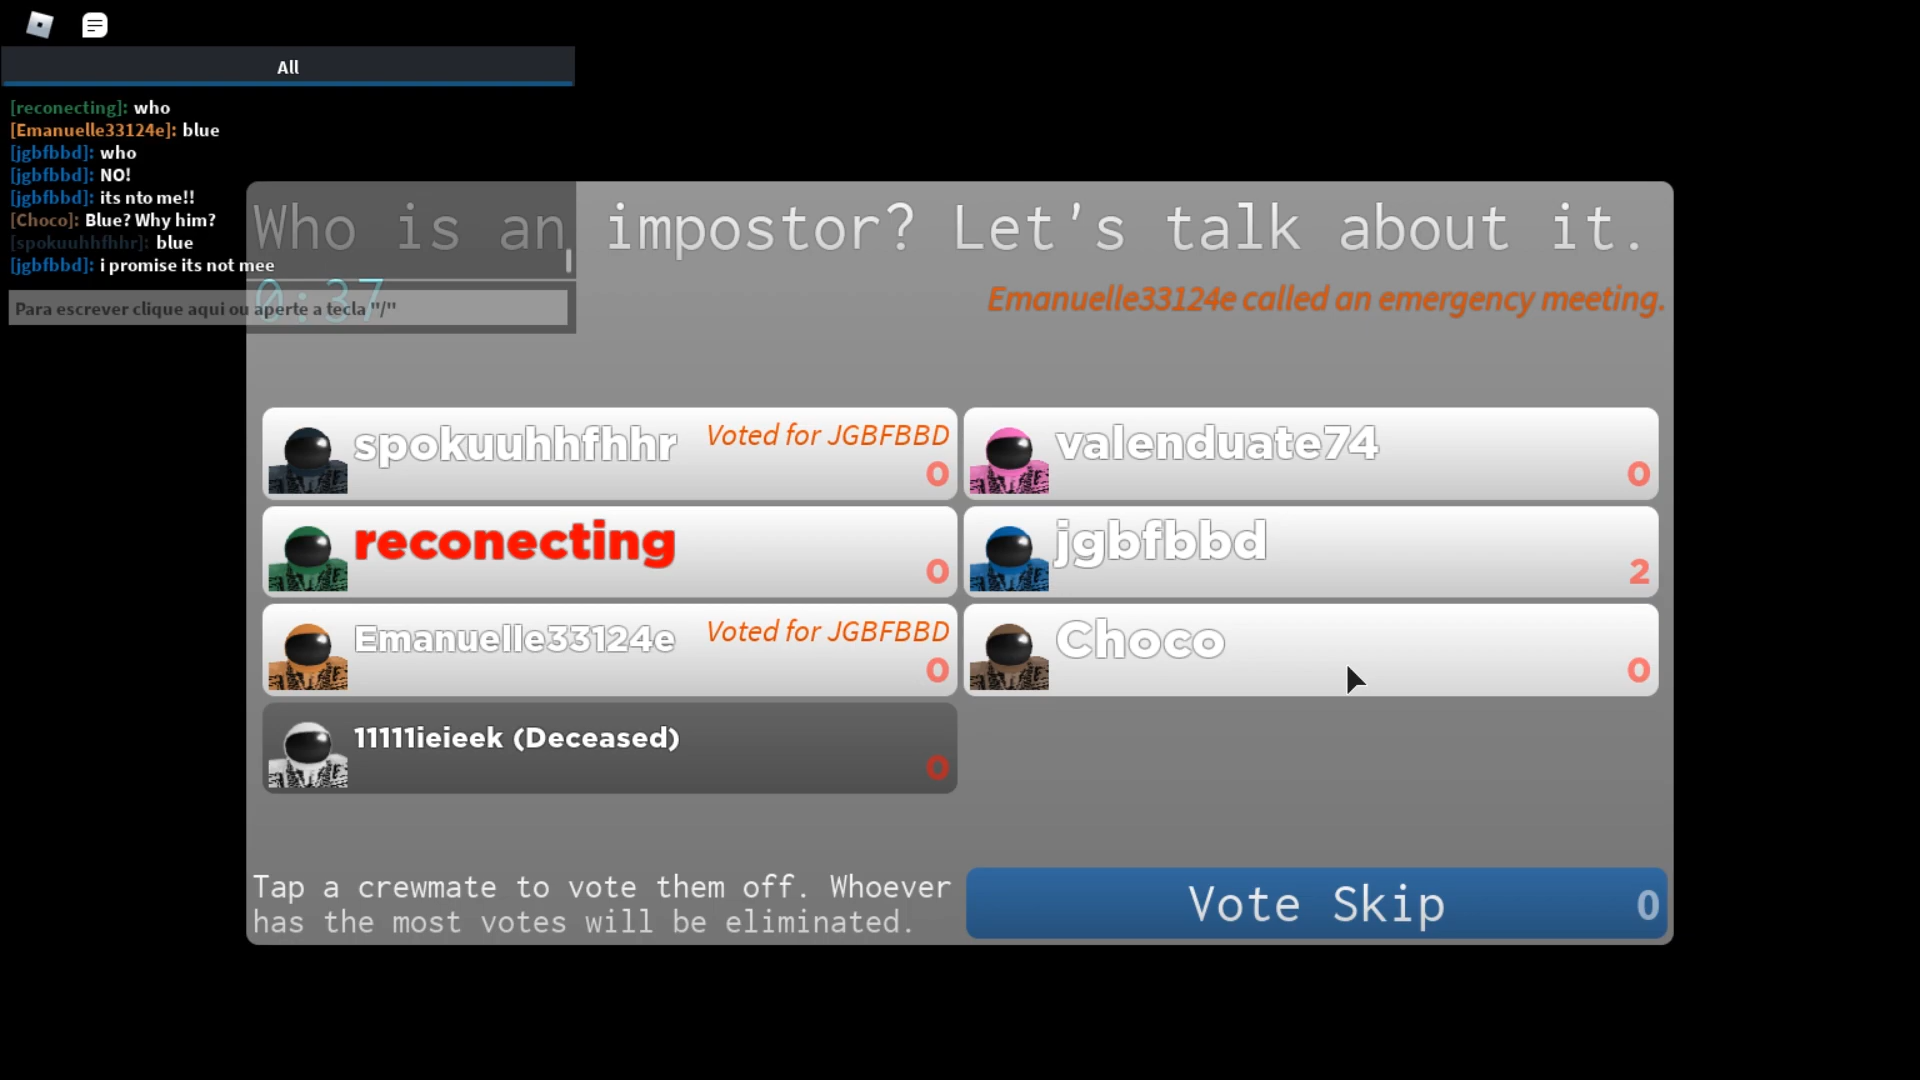 All
[reconecting]: who
[Emanuelle33124e]: blue
[jgbfbbd]: who
[jgbfbbd]: NO!
[jgbfbbd]: its nto me!!
[Choco]: Blue? Why him?
[spokuuhhfhhr]: blue
[jgbfbbd]: i promise its not mee
Para escrever clique aqui ou aperte a tecla "/"
Who is an impostor? Let's talk about it.
0:37
Emanuelle33124e called an emergency meeting.
spokuuhhfhhr Voted for JGBFBBD
0
valenduate74
0
reconecting
0
jgbfbbd
2
Emanuelle33124e Voted for JGBFBBD
0
Choco
0
11111ieieek (Deceased)
0
Tap a crewmate to vote them off. Whoever
has the most votes will be eliminated.
Vote Skip 0